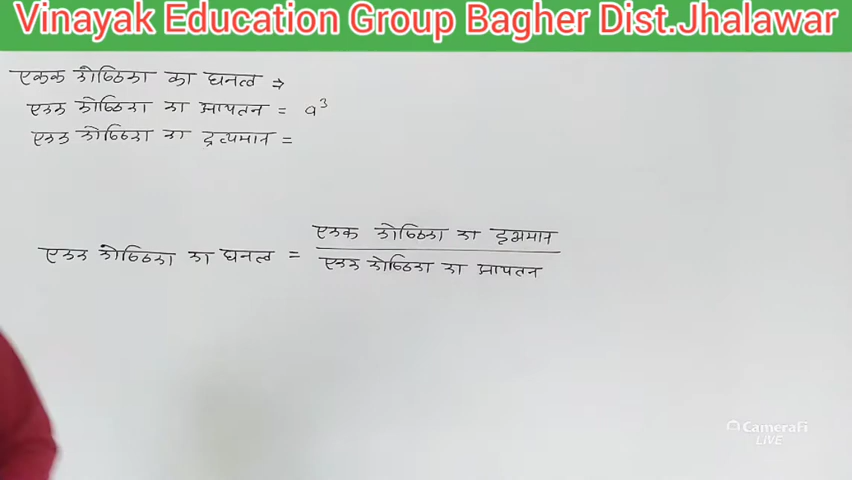 Vinayak Education Group Bagher Dist.Jhalawar
एकक कोष्ठिका का घनत्व ⇒
एकक कोष्ठिका का आयतन = a³
एकक कोष्ठिका का द्रव्यमान =
एकक कोष्ठिका का घनत्व = एकक कोष्ठिका का द्रव्यमान
एकक कोष्ठिका का आयतन
CameraFi
LIVE